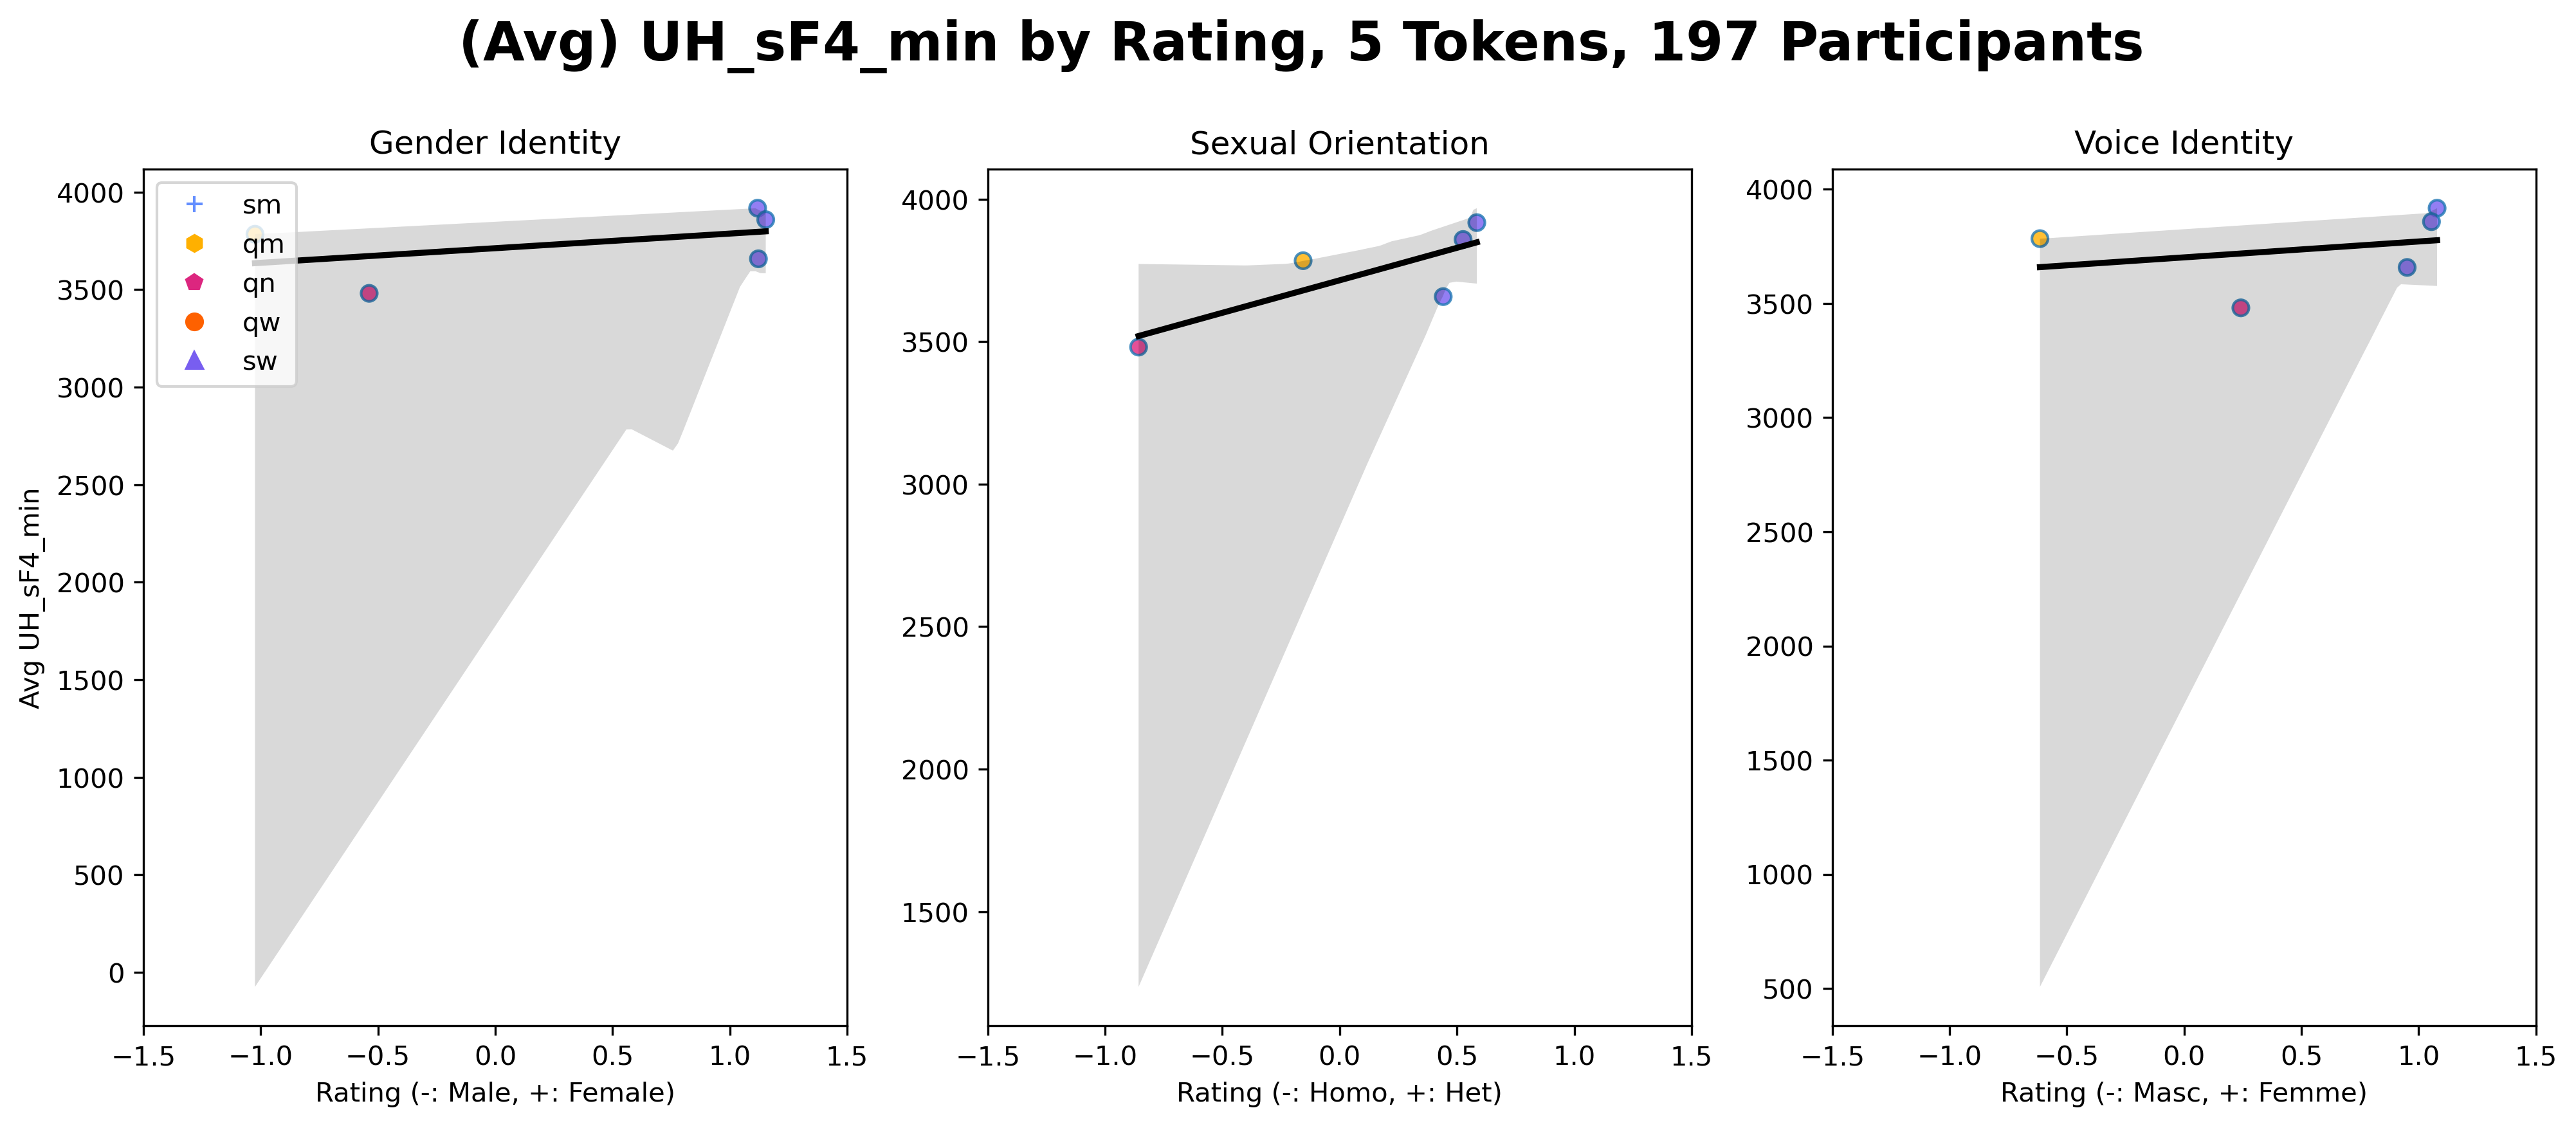 (Avg) UH_sF4_min by Rating, 5 Tokens, 197 Participants
Gender Identity
Sexual Orientation
Voice Identity
sm
qm
qn
qw
sw
Avg UH_sF4_min
4000
3500
3000
2500
2000
1500
1000
500
0
−1.5 −1.0 −0.5 0.0 0.5 1.0 1.5
Rating (-: Male, +: Female)
4000
3500
3000
2500
2000
1500
−1.5 −1.0 −0.5 0.0 0.5 1.0 1.5
Rating (-: Homo, +: Het)
4000
3500
3000
2500
2000
1500
1000
500
−1.5 −1.0 −0.5 0.0 0.5 1.0 1.5
Rating (-: Masc, +: Femme)